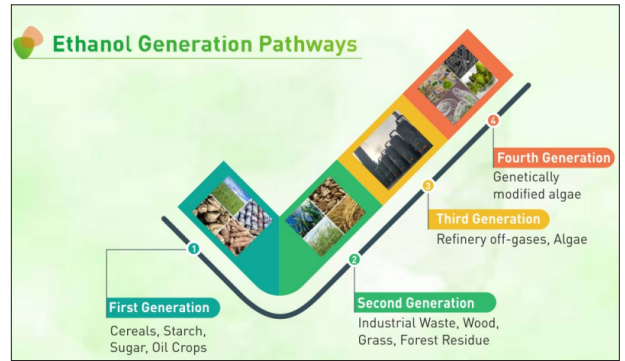 Ethanol Generation Pathways
1
First Generation
Cereals, Starch,
Sugar, Oil Crops
2
Second Generation
Industrial Waste, Wood,
Grass, Forest Residue
3
Third Generation
Refinery off-gases, Algae
4
Fourth Generation
Genetically
modified algae